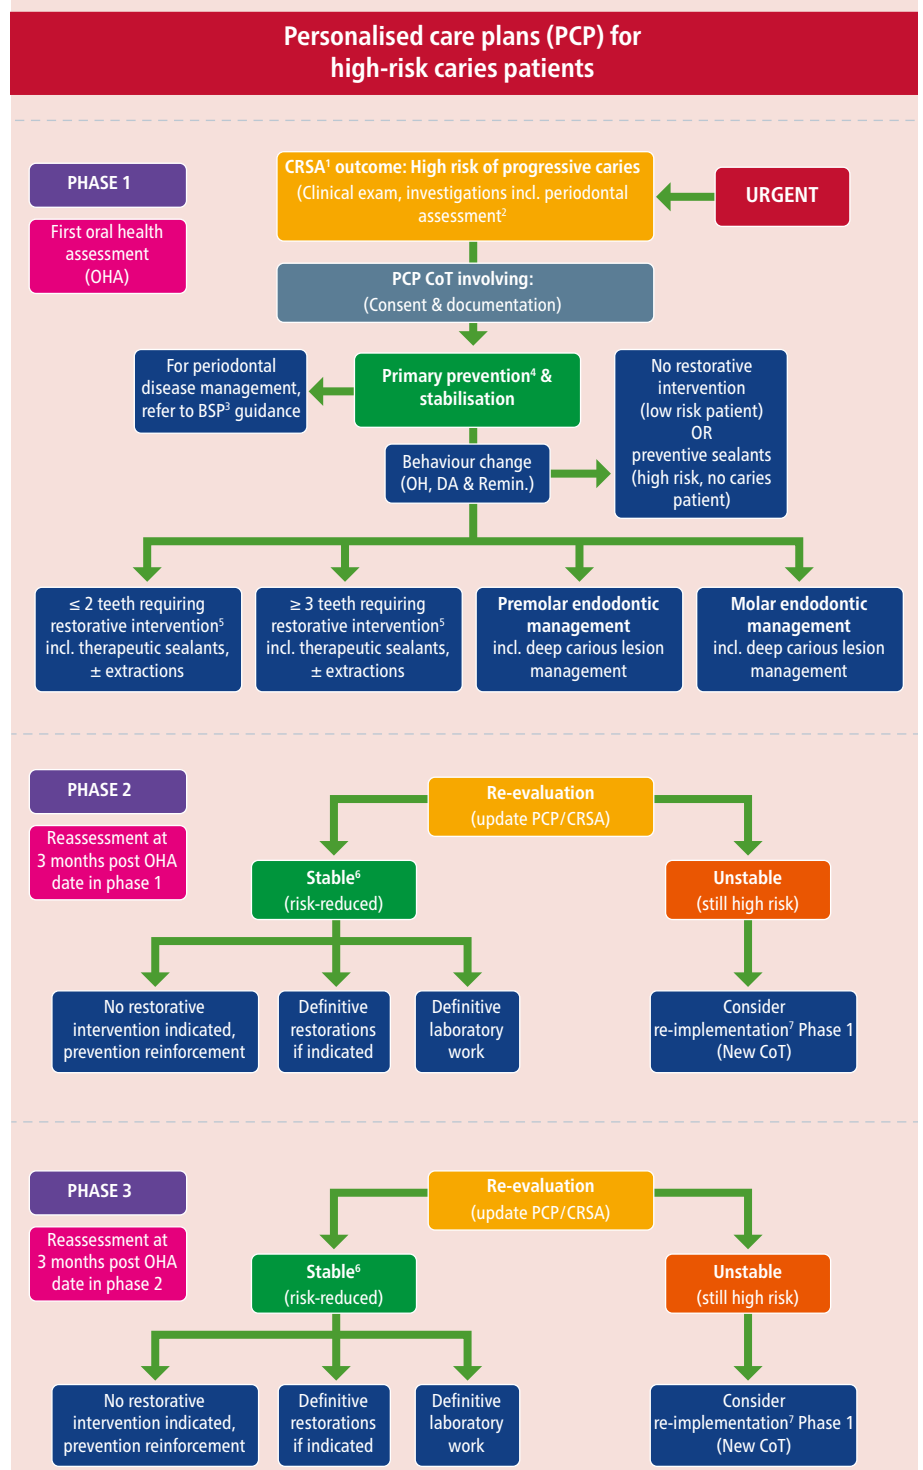 Personalised care plans (PCP) for
high-risk caries patients
PHASE 1
First oral health
assessment
(OHA)
CRSA¹ outcome: High risk of progressive caries
(Clinical exam, investigations incl. periodontal
assessment²
URGENT
PCP CoT involving:
(Consent & documentation)
For periodontal
disease management,
refer to BSP³ guidance
Primary prevention⁴ &
stabilisation
No restorative
intervention
(low risk patient)
OR
preventive sealants
(high risk, no caries
patient)
Behaviour change
(OH, DA & Remin.)
≤ 2 teeth requiring
restorative intervention⁵
incl. therapeutic sealants,
± extractions
≥ 3 teeth requiring
restorative intervention⁵
incl. therapeutic sealants,
± extractions
Premolar endodontic
management
incl. deep carious lesion
management
Molar endodontic
management
incl. deep carious lesion
management
PHASE 2
Reassessment at
3 months post OHA
date in phase 1
Re-evaluation
(update PCP/CRSA)
Stable⁶
(risk-reduced)
Unstable
(still high risk)
No restorative
intervention indicated,
prevention reinforcement
Definitive
restorations
if indicated
Definitive
laboratory
work
Consider
re-implementation⁷ Phase 1
(New CoT)
PHASE 3
Reassessment at
3 months post OHA
date in phase 2
Re-evaluation
(update PCP/CRSA)
Stable⁶
(risk-reduced)
Unstable
(still high risk)
No restorative
intervention indicated,
prevention reinforcement
Definitive
restorations
if indicated
Definitive
laboratory
work
Consider
re-implementation⁷ Phase 1
(New CoT)